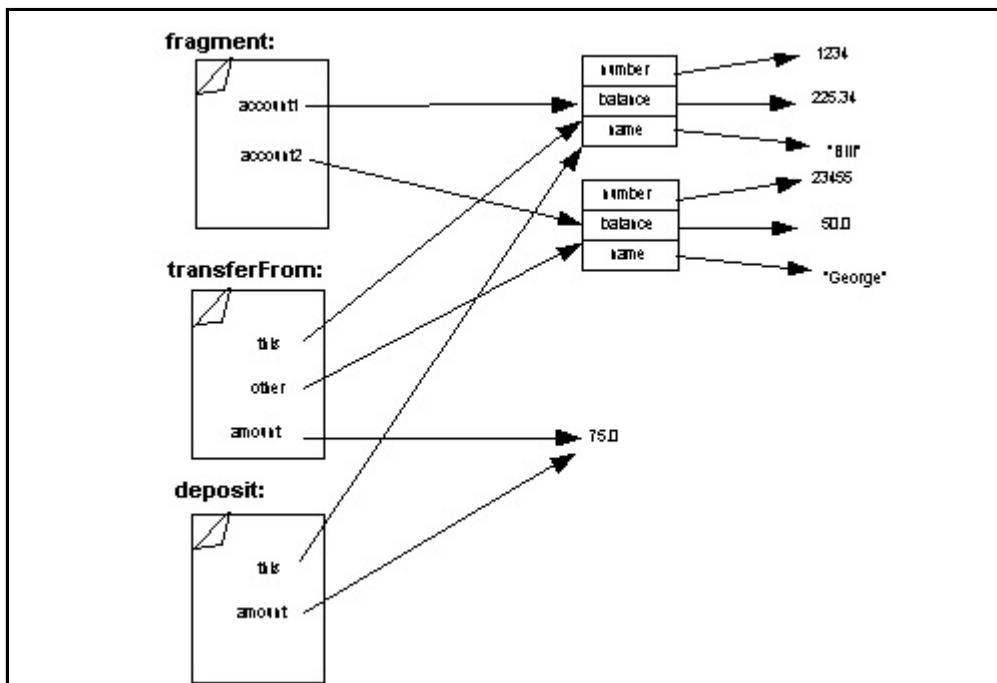 fragment:
account1
account2
number
balance
name
1234
225.34
"Bill"
number
balance
name
23455
50.0
"George"
transferFrom:
this
other
amount
75.0
deposit:
this
amount